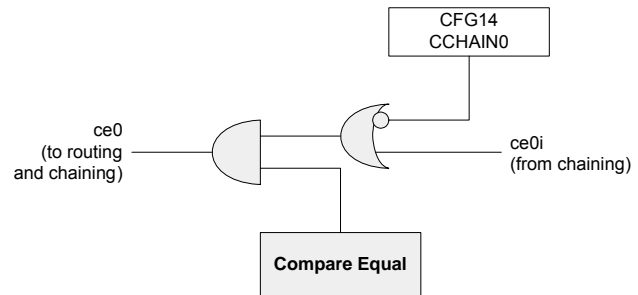 CFG14
CCHAIN0
ce0
(to routing
and chaining)
ce0i
(from chaining)
Compare Equal